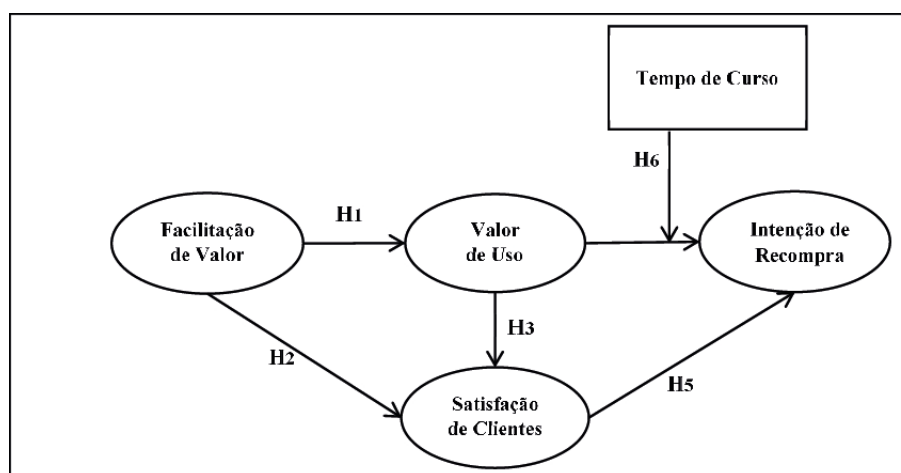 Tempo de Curso
H6
Facilitação
de Valor
H1
Valor
de Uso
Intenção de
Recompra
H2
H3
H5
Satisfação
de Clientes